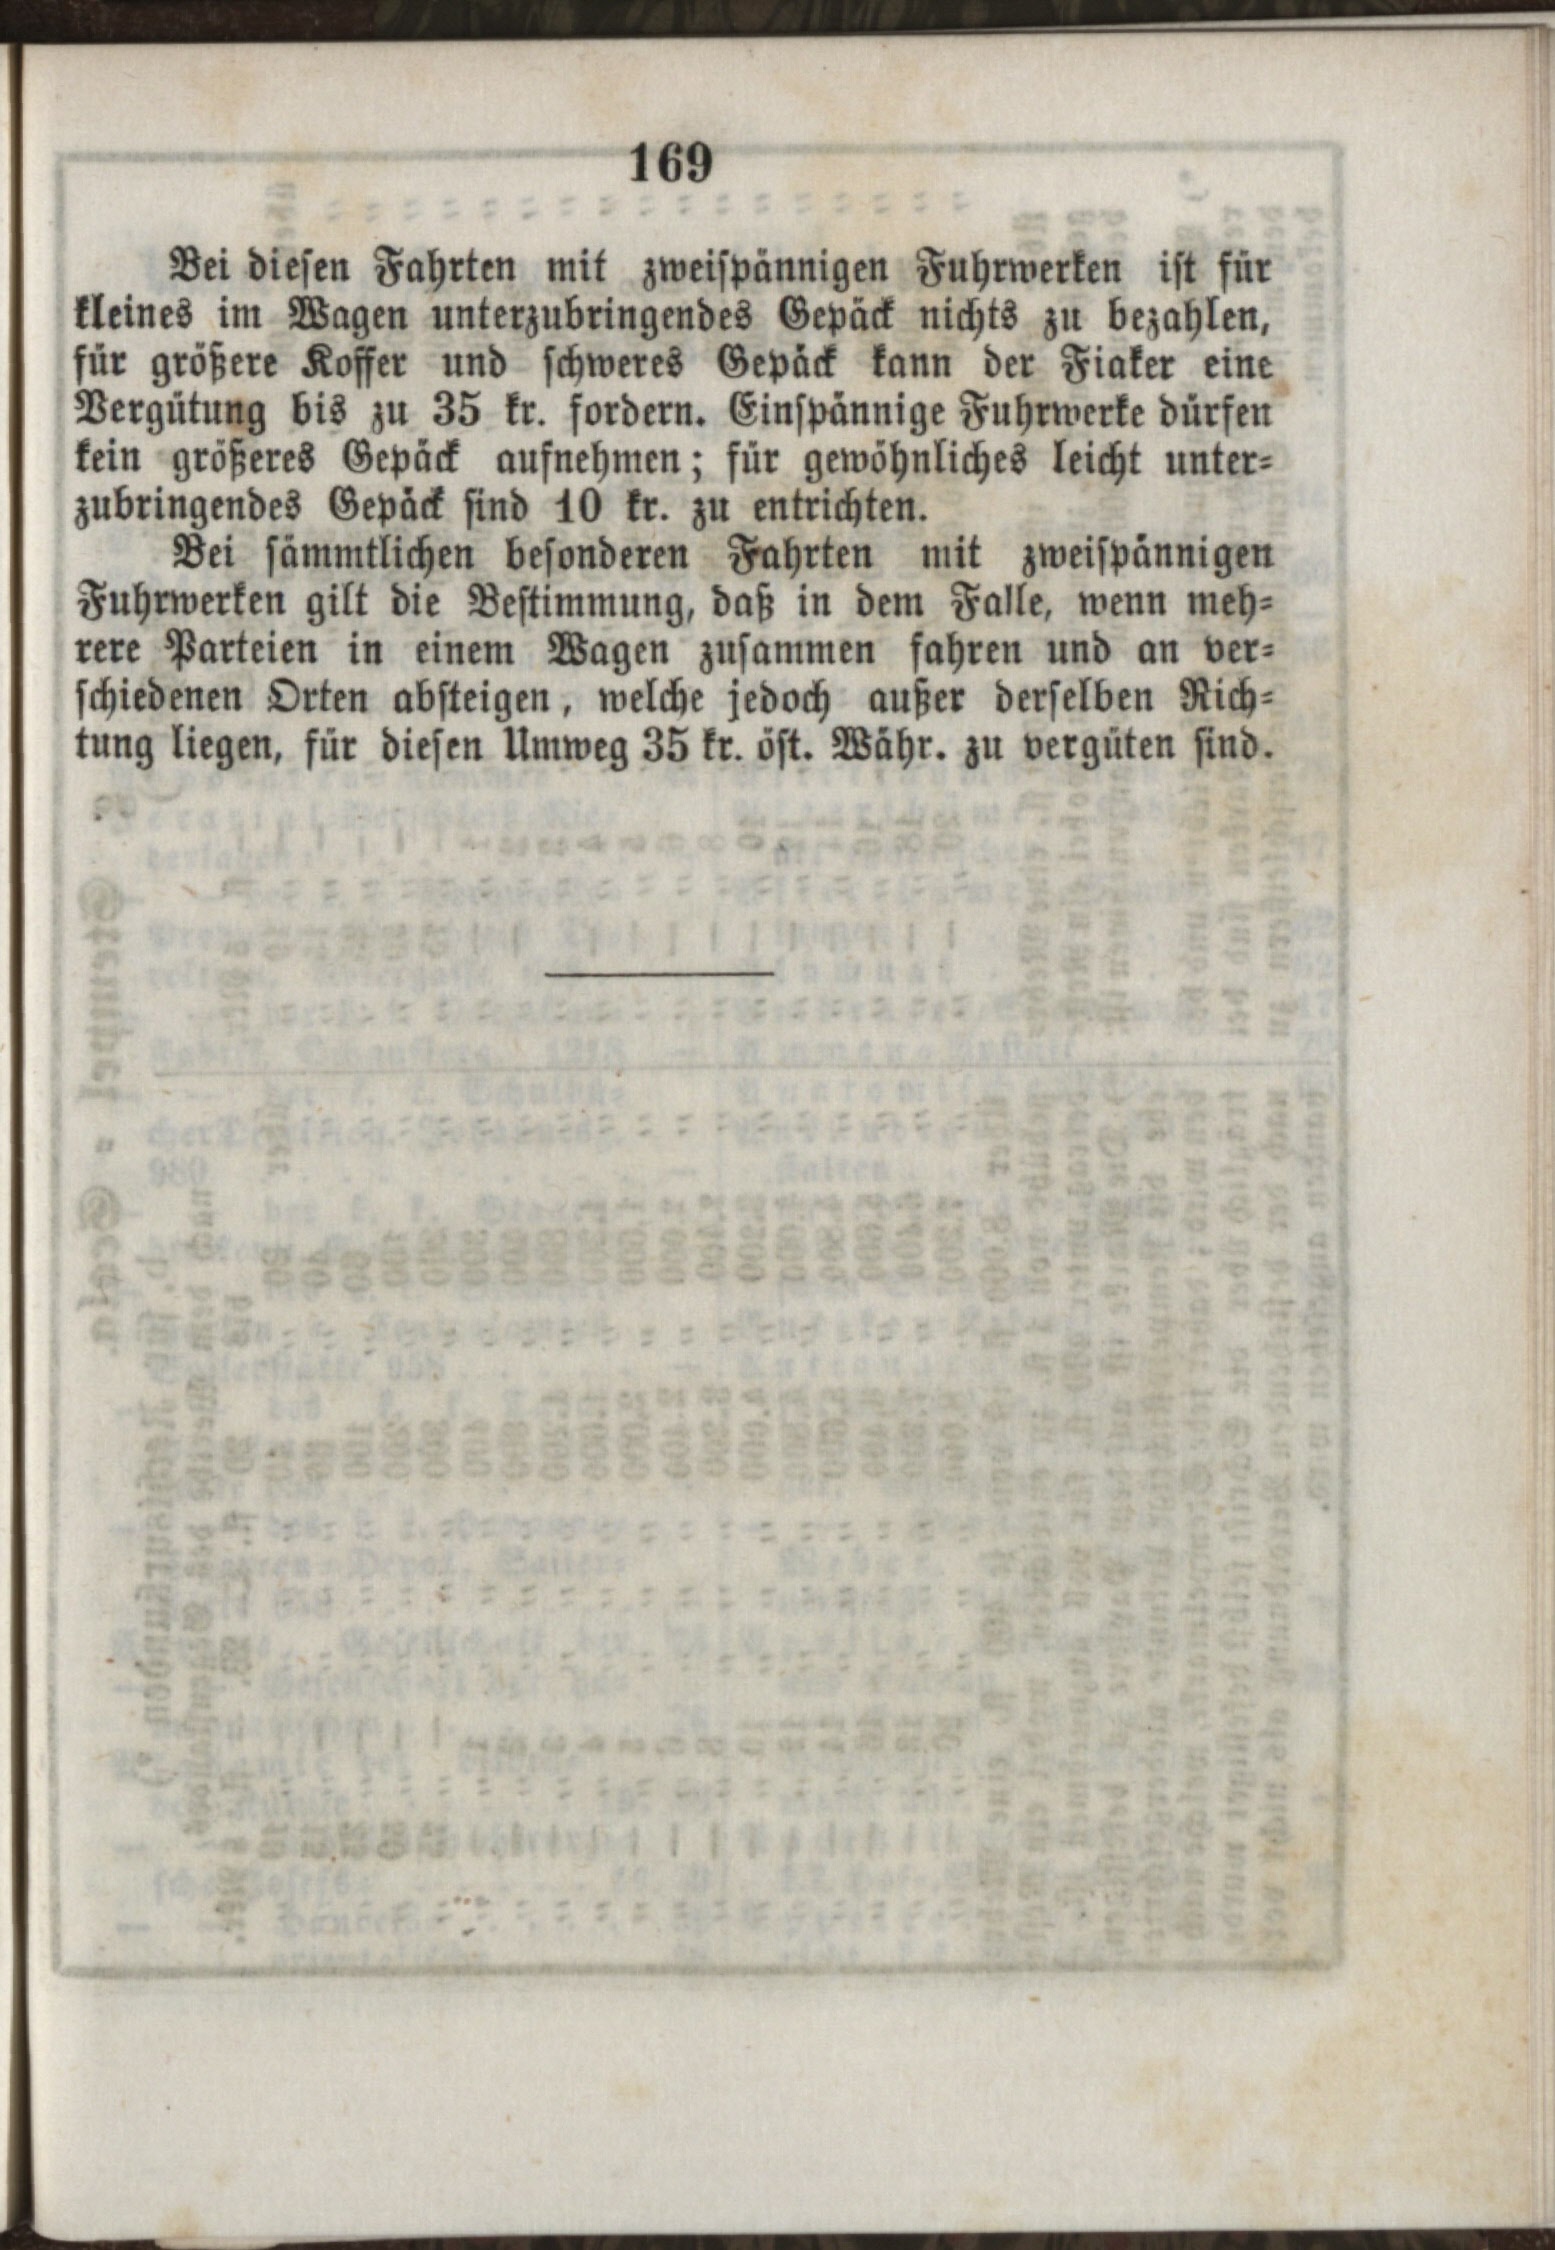 169
Bei diesen Fahrten mit zweispännigen Fuhrwerken ist für
kleines im Wagen unterzubringendes Gepäck nichts zu bezahlen,
für größere Koffer und schweres Gepäck kann der Fiaker eine
Vergütung bis zu 35 kr. fordern. Einspännige Fuhrwerke dürfen
kein größeres Gepäck aufnehmen; für gewöhnliches leicht unter-
zubringendes Gepäck sind 10 kr. zu entrichten.
Bei sämmtlichen besonderen Fahrten mit zweispännigen
Fuhrwerken gilt die Bestimmung, daß in dem Falle, wenn meh-
rere Parteien in einem Wagen zusammen fahren und an ver-
schiedenen Orten absteigen, welche jedoch außer derselben Rich-
tung liegen, für diesen Umweg 35 kr. öst. Währ. zu vergüten sind.